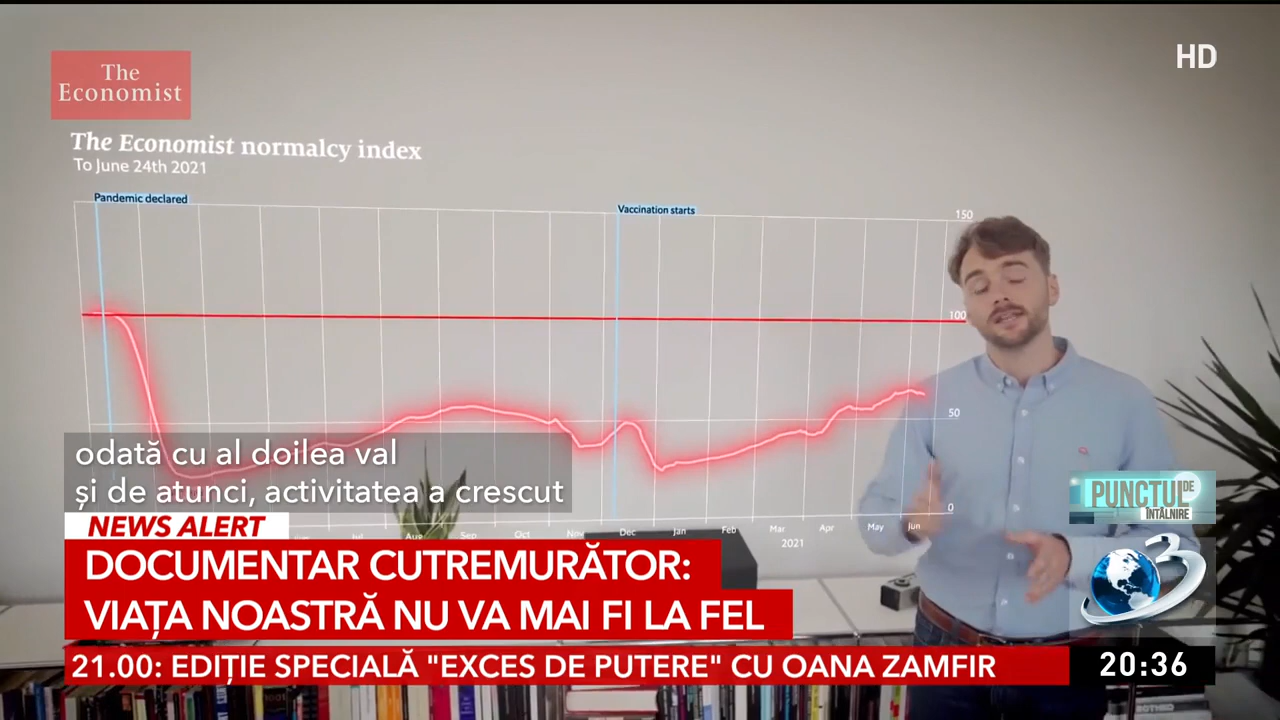 HD
The
Economist
The Economist normalcy index
To June 24th 2021
Pandemic declared
Vaccination starts
150
100
50
0
Aug
Sep
Oct
Nov
Dec
Jan
Feb
Mar
Apr
May
Jun
2021
odată cu al doilea val
și de atunci, activitatea a crescut
PUNCTUL
DE
ÎNTÂLNIRE
3
NEWS ALERT
DOCUMENTAR CUTREMURĂTOR:
VIAȚA NOASTRĂ NU VA MAI FI LA FEL
21.00: EDIȚIE SPECIALĂ "EXCES DE PUTERE" CU OANA ZAMFIR
20:36